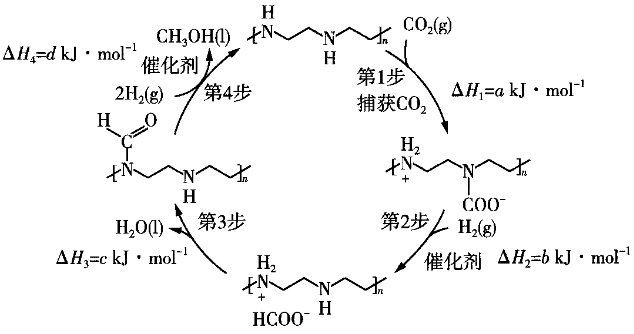 H
N
N
H
n
CO₂(g)
第1步
捕获CO₂
ΔH₁=a kJ·mol⁻¹
H₂
N
+
N
COO⁻
n
第2步
H₂(g)
催化剂
ΔH₂=b kJ·mol⁻¹
H₂
N
+
HCOO⁻
N
H
n
第3步
H₂O(l)
ΔH₃=c kJ·mol⁻¹
H
O
C
N
N
H
n
第4步
2H₂(g)
催化剂
CH₃OH(l)
ΔH₄=d kJ·mol⁻¹